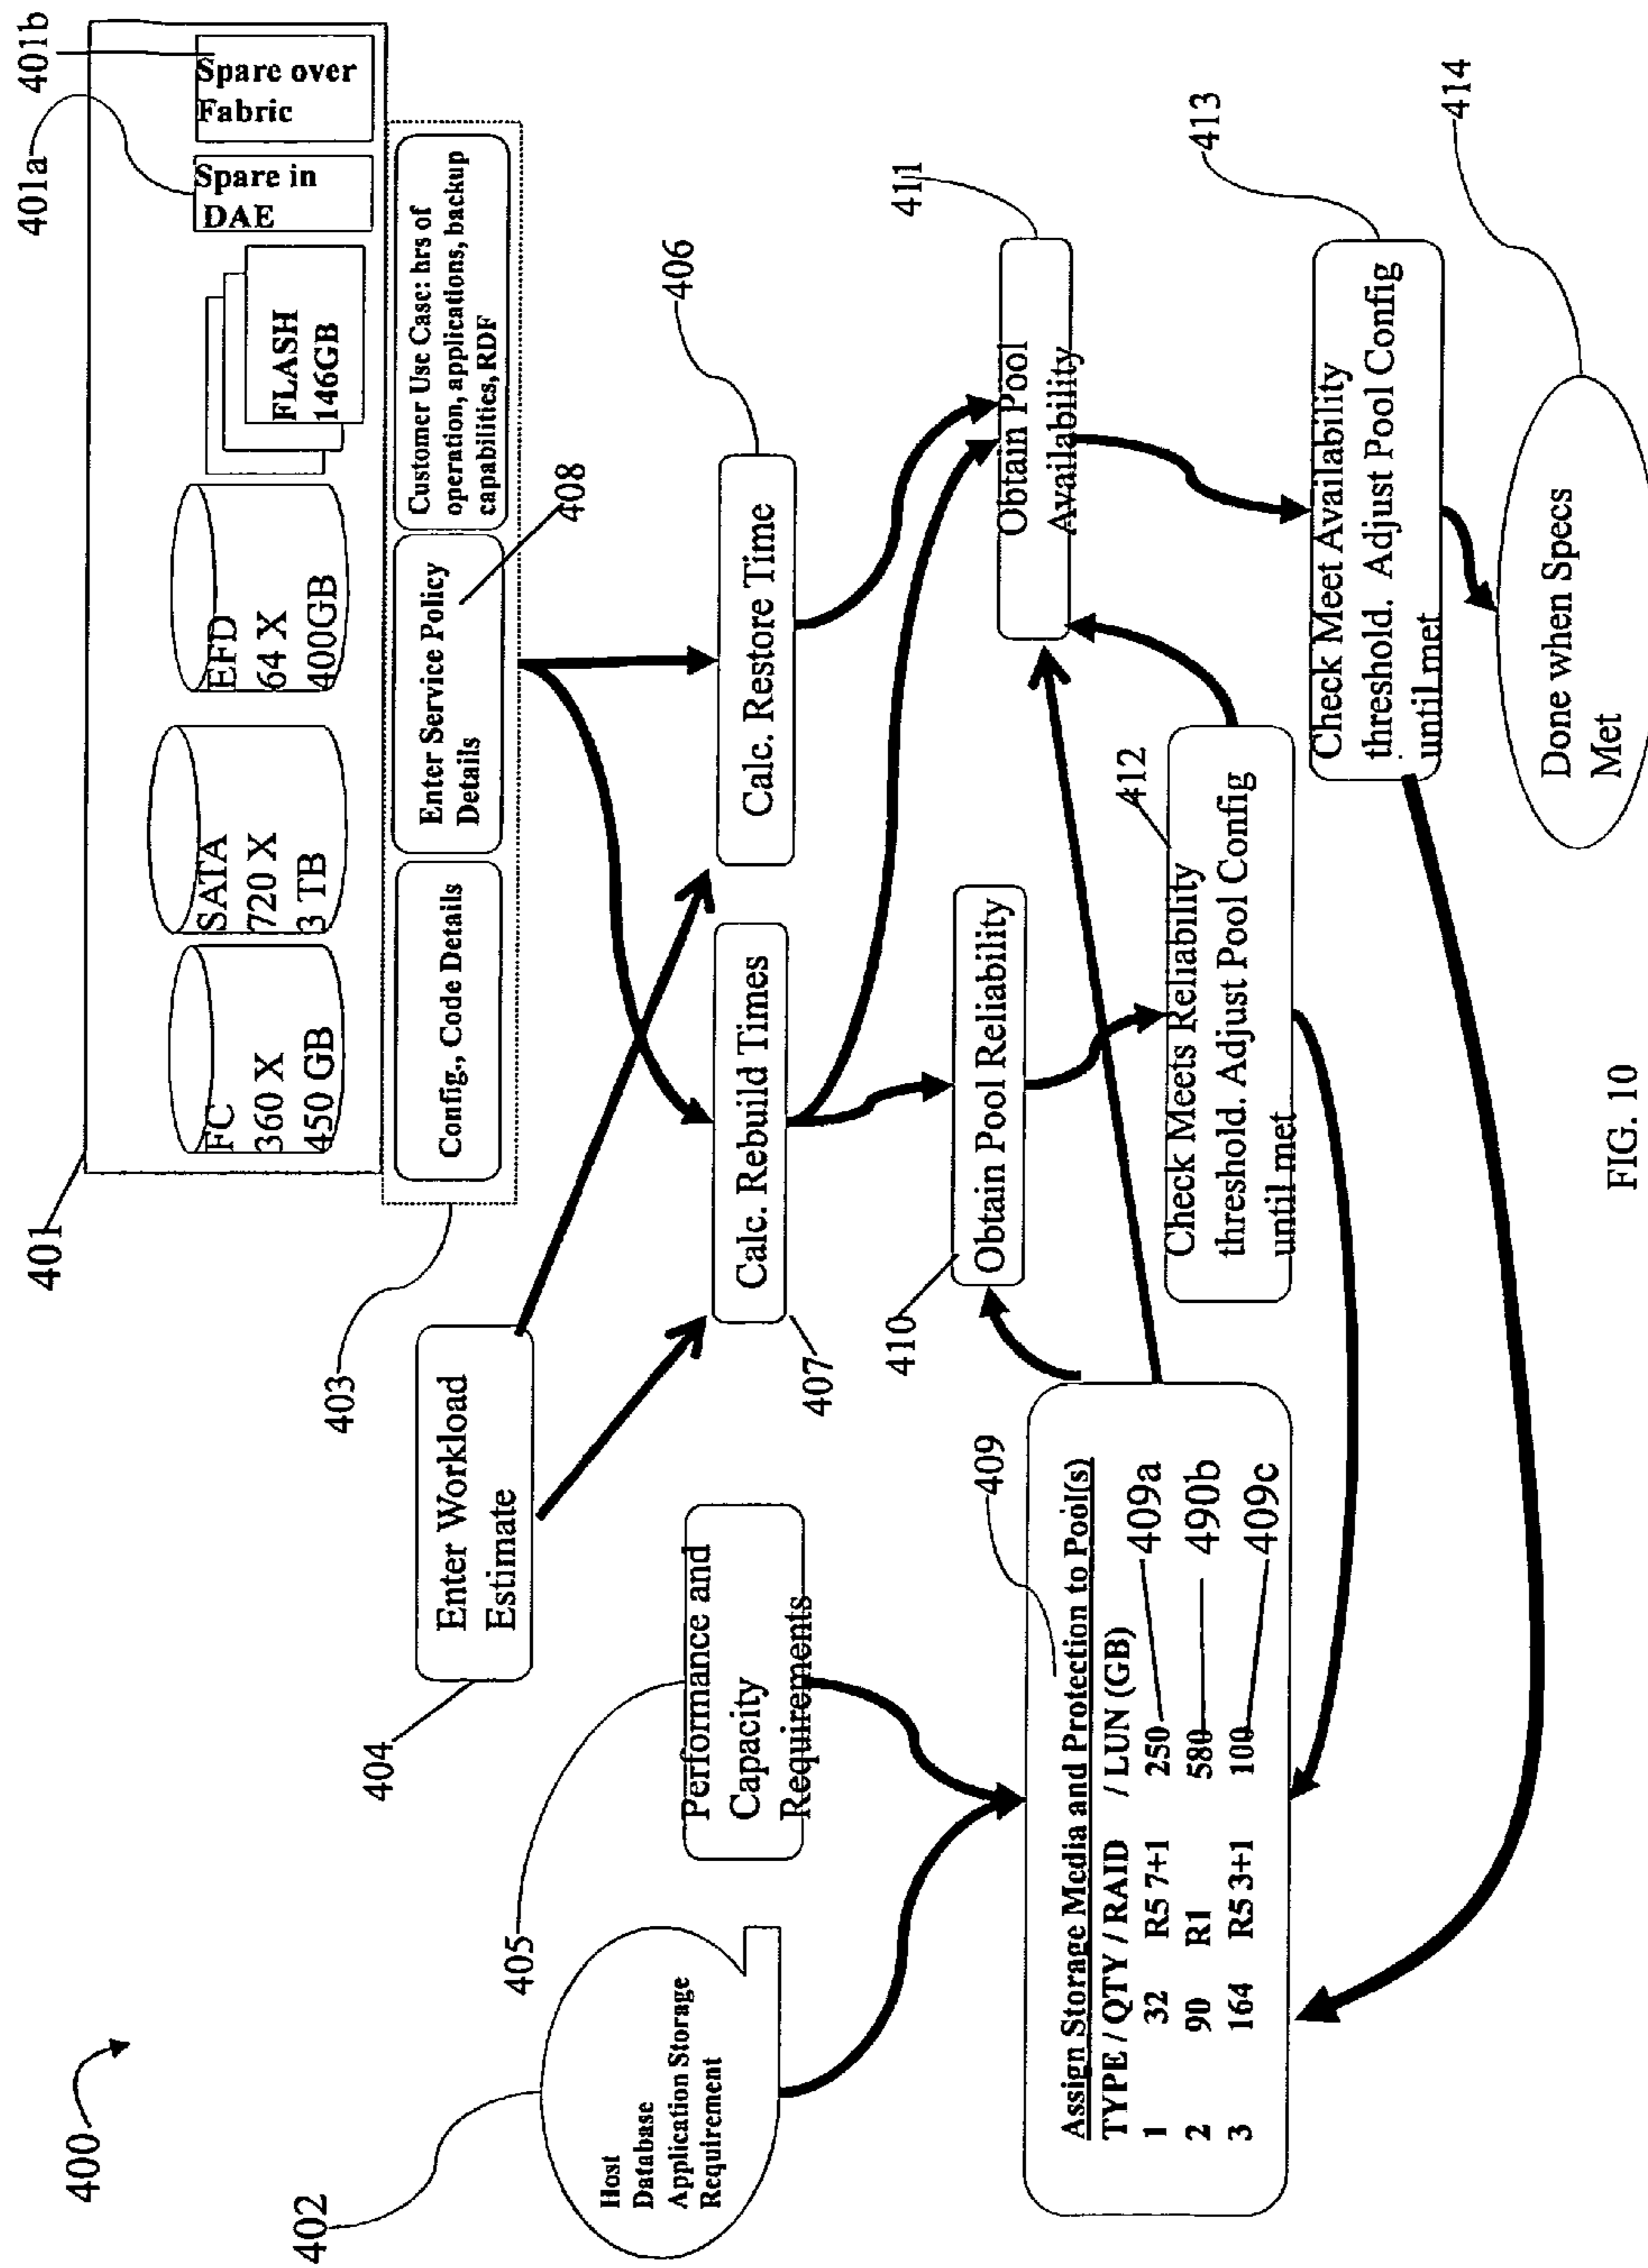 400
401
401a
401b
FC
360 X
450 GB
SATA
720 X
3 TB
EFD
64 X
400GB
FLASH
146GB
Spare in
DAE
Spare over
Fabric
403
Config., Code Details
Enter Service Policy
Details
408
Customer Use Case: hrs of
operation, applications, backup
capabilities, RDF
402
Host
Database
Application Storage
Requirement
404
Enter Workload
Estimate
405
Performance and
Capacity
Requirements
407
Calc. Rebuild Times
406
Calc. Restore Time
409
Assign Storage Media and Protection to Pool(s)
TYPE / QTY / RAID / LUN (GB)
1 32 R5 7+1 250 409a
2 90 R1 580 490b
3 164 R5 3+1 100 409c
410
Obtain Pool Reliability
411
Obtain Pool
Availability
412
Check Meets Reliability
threshold. Adjust Pool Config
until met
413
Check Meet Availability
threshold. Adjust Pool Config
until met
414
Done when Specs
Met
FIG. 10